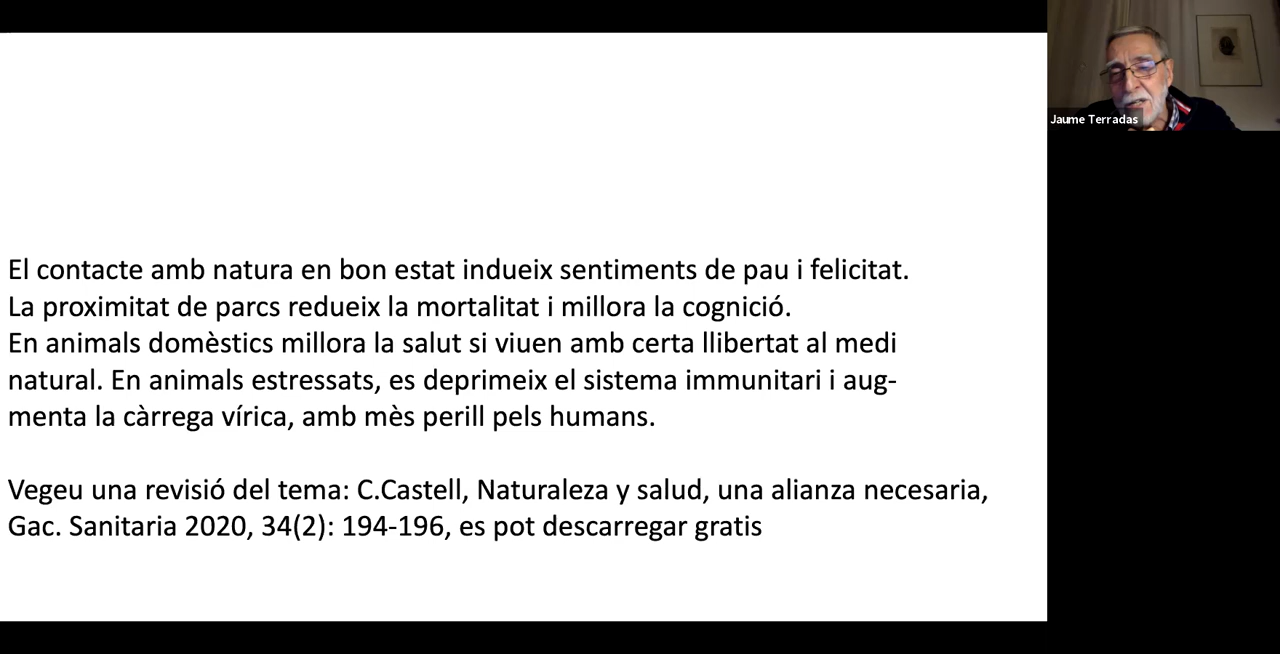 El contacte amb natura en bon estat indueix sentiments de pau i felicitat.
La proximitat de parcs redueix la mortalitat i millora la cognició.
En animals domèstics millora la salut si viuen amb certa llibertat al medi
natural. En animals estressats, es deprimeix el sistema immunitari i aug-
menta la càrrega vírica, amb mès perill pels humans.
Vegeu una revisió del tema: C.Castell, Naturaleza y salud, una alianza necesaria,
Gac. Sanitaria 2020, 34(2): 194-196, es pot descarregar gratis
Jaume Terradas